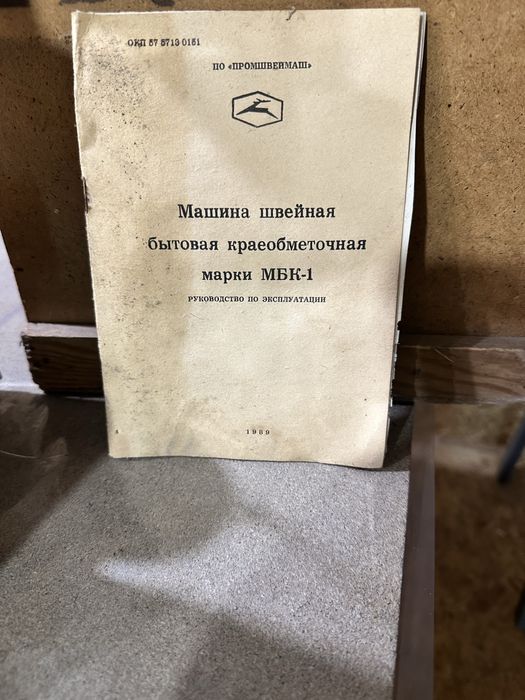 ОКП 57 5713 0151
ПО «ПРОМШВЕЙМАШ»
Машина швейная
бытовая краеобметочная
марки МБК-1
РУКОВОДСТВО ПО ЭКСПЛУАТАЦИИ
1989